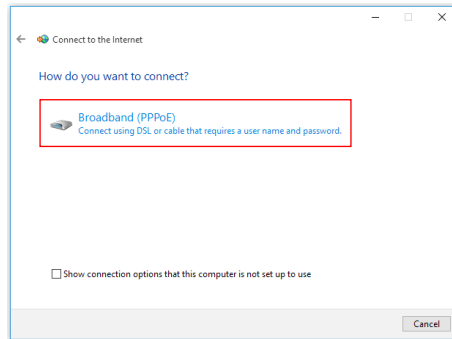 Connect to the Internet
How do you want to connect?
Broadband (PPPoE)
Connect using DSL or cable that requires a user name and password.
Show connection options that this computer is not set up to use
Cancel